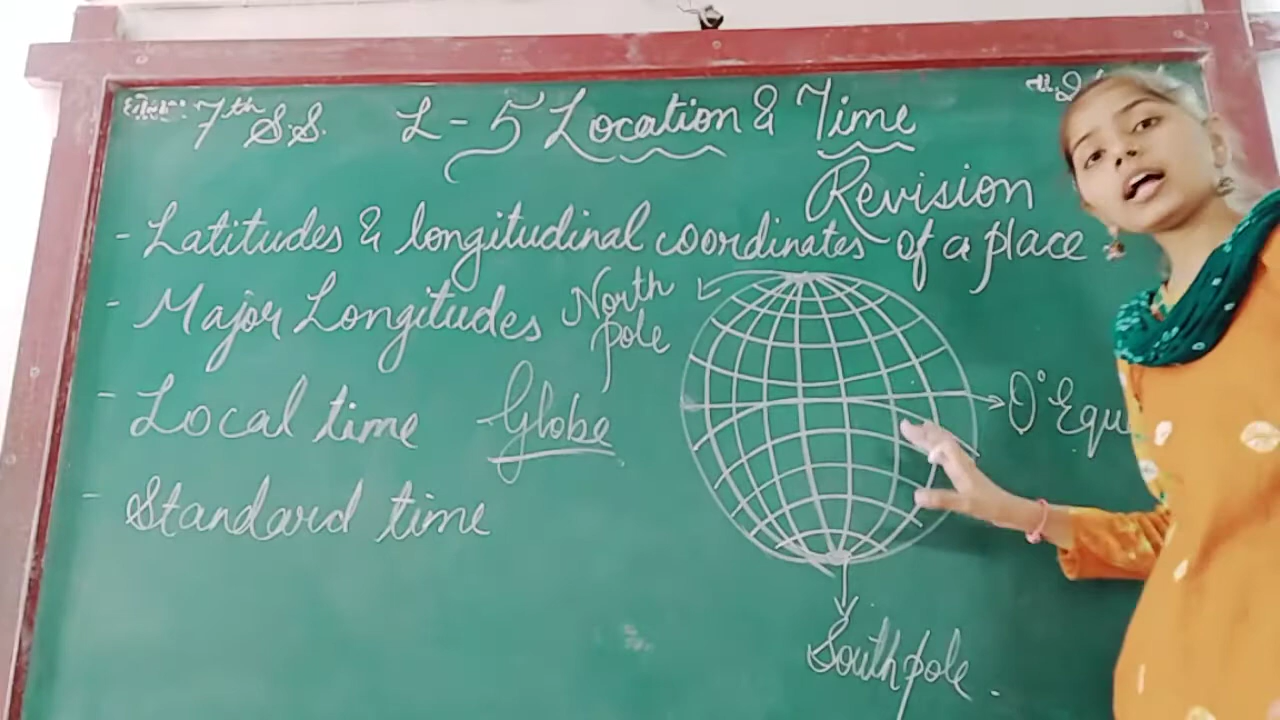 7th S.S. L-5 Location & Time
Revision
- Latitudes & longitudinal coordinates of a place
- Major Longitudes
North
pole
- Local time
Globe
0° Equ
- Standard time
South pole.